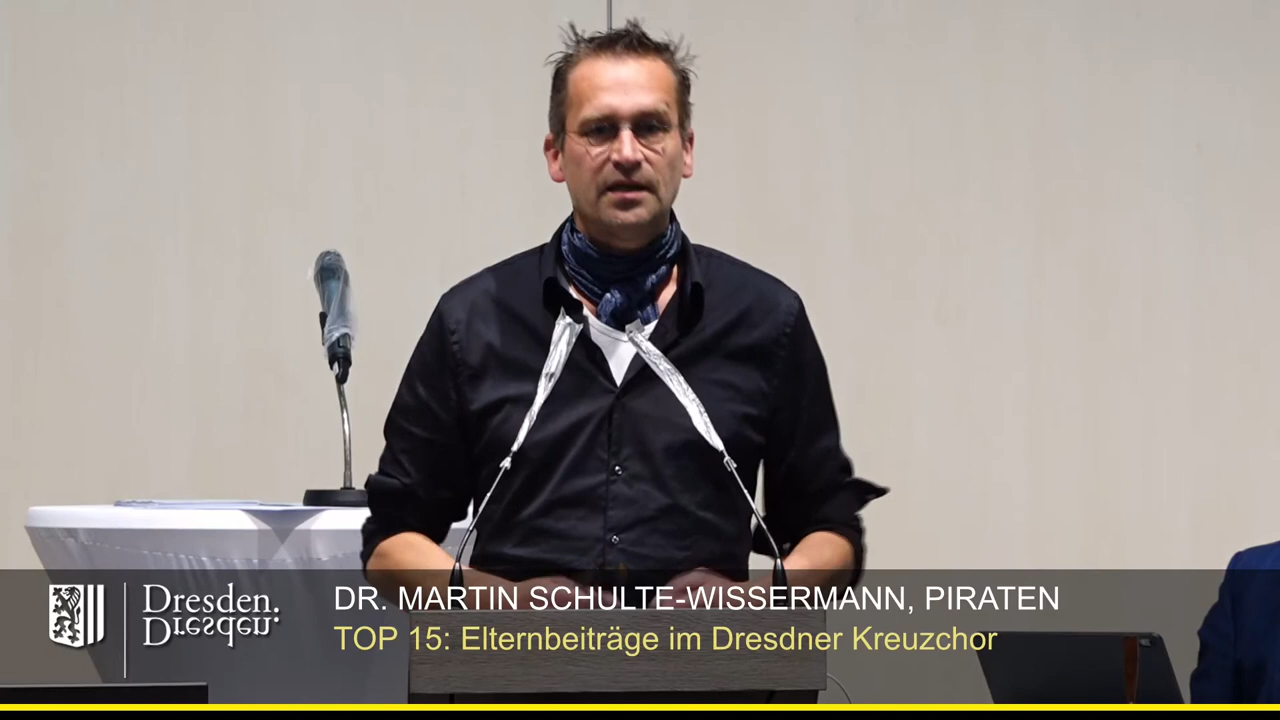 Dresden.
Dresden.
DR. MARTIN SCHULTE-WISSERMANN, PIRATEN
TOP 15: Elternbeiträge im Dresdner Kreuzchor